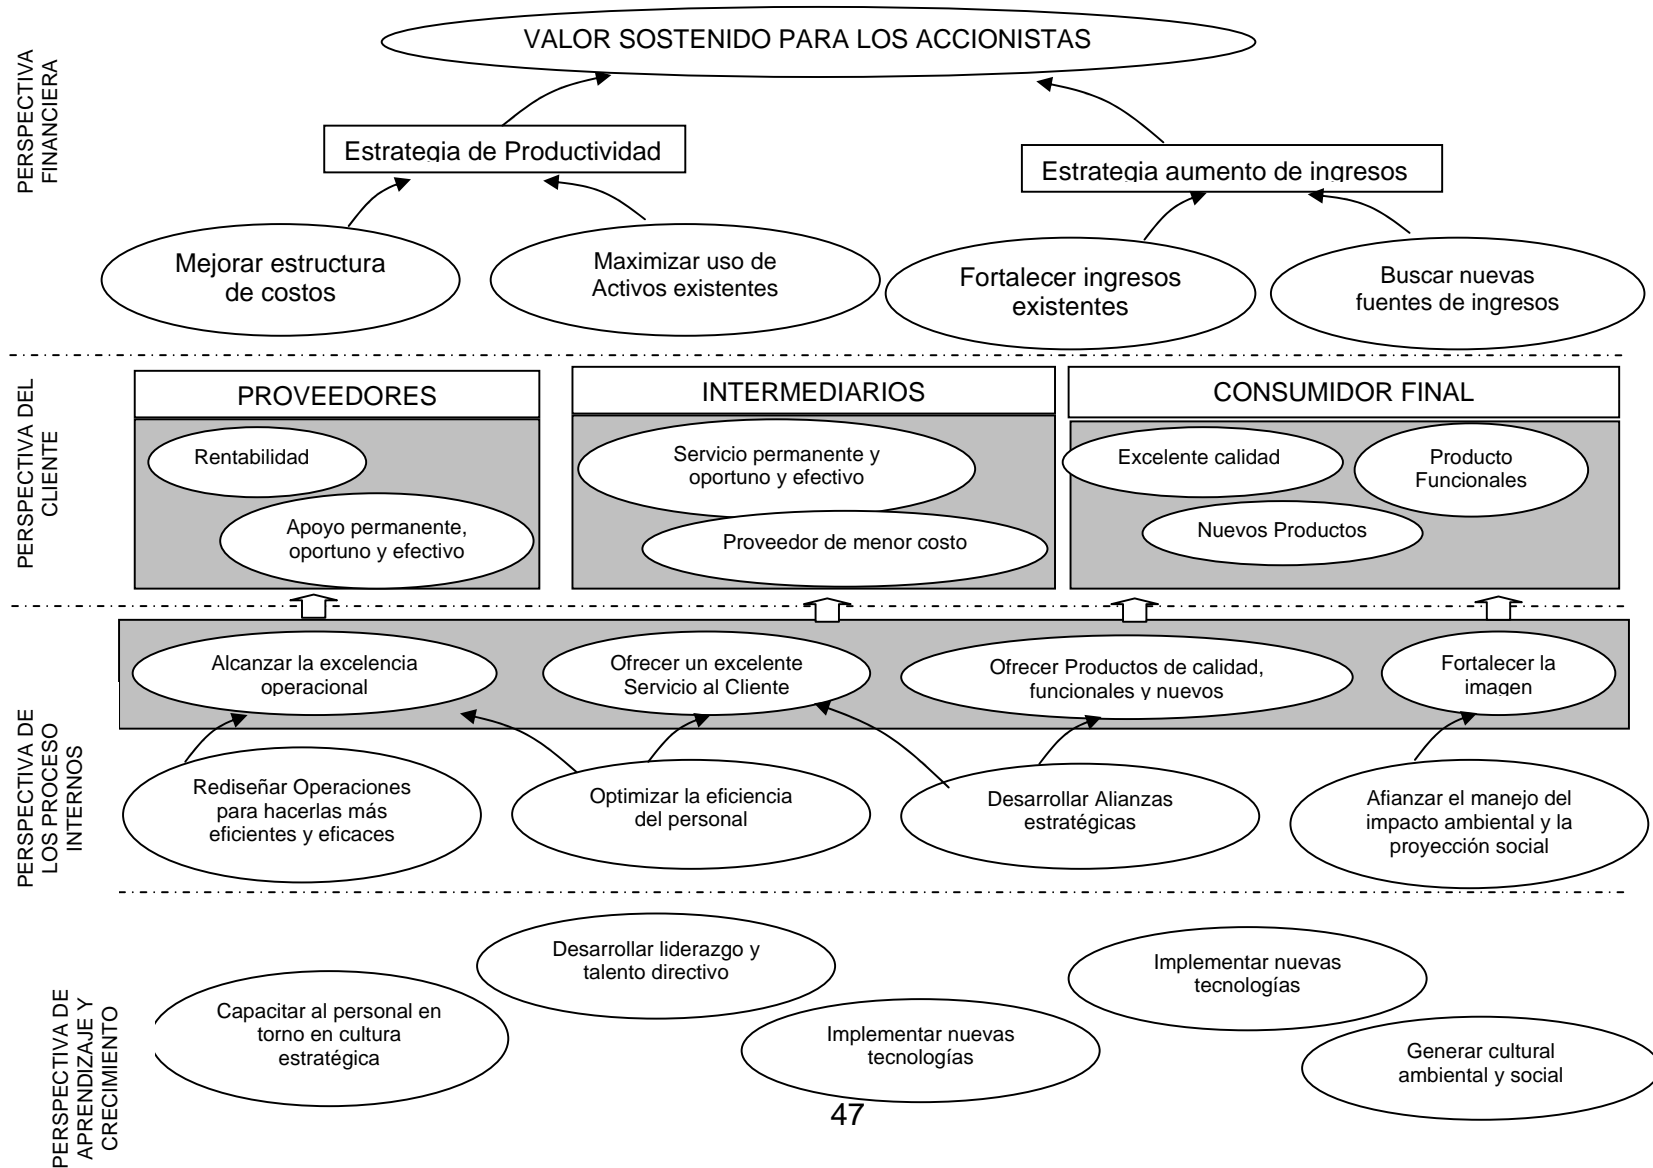 PERSPECTIVA
FINANCIERA
VALOR SOSTENIDO PARA LOS ACCIONISTAS
Estrategia de Productividad
Estrategia aumento de ingresos
Mejorar estructura
de costos
Maximizar uso de
Activos existentes
Fortalecer ingresos
existentes
Buscar nuevas
fuentes de ingresos
PERSPECTIVA DEL
CLIENTE
PROVEEDORES
Rentabilidad
Apoyo permanente,
oportuno y efectivo
INTERMEDIARIOS
Servicio permanente y
oportuno y efectivo
Proveedor de menor costo
CONSUMIDOR FINAL
Excelente calidad
Producto
Funcionales
Nuevos Productos
PERSPECTIVA DE
LOS PROCESO
INTERNOS
Alcanzar la excelencia
operacional
Ofrecer un excelente
Servicio al Cliente
Ofrecer Productos de calidad,
funcionales y nuevos
Fortalecer la
imagen
Rediseñar Operaciones
para hacerlas más
eficientes y eficaces
Optimizar la eficiencia
del personal
Desarrollar Alianzas
estratégicas
Afianzar el manejo del
impacto ambiental y la
proyección social
PERSPECTIVA DE
APRENDIZAJE Y
CRECIMIENTO
Capacitar al personal en
torno en cultura
estratégica
Desarrollar liderazgo y
talento directivo
Implementar nuevas
tecnologías
Implementar nuevas
tecnologías
Generar cultural
ambiental y social
47